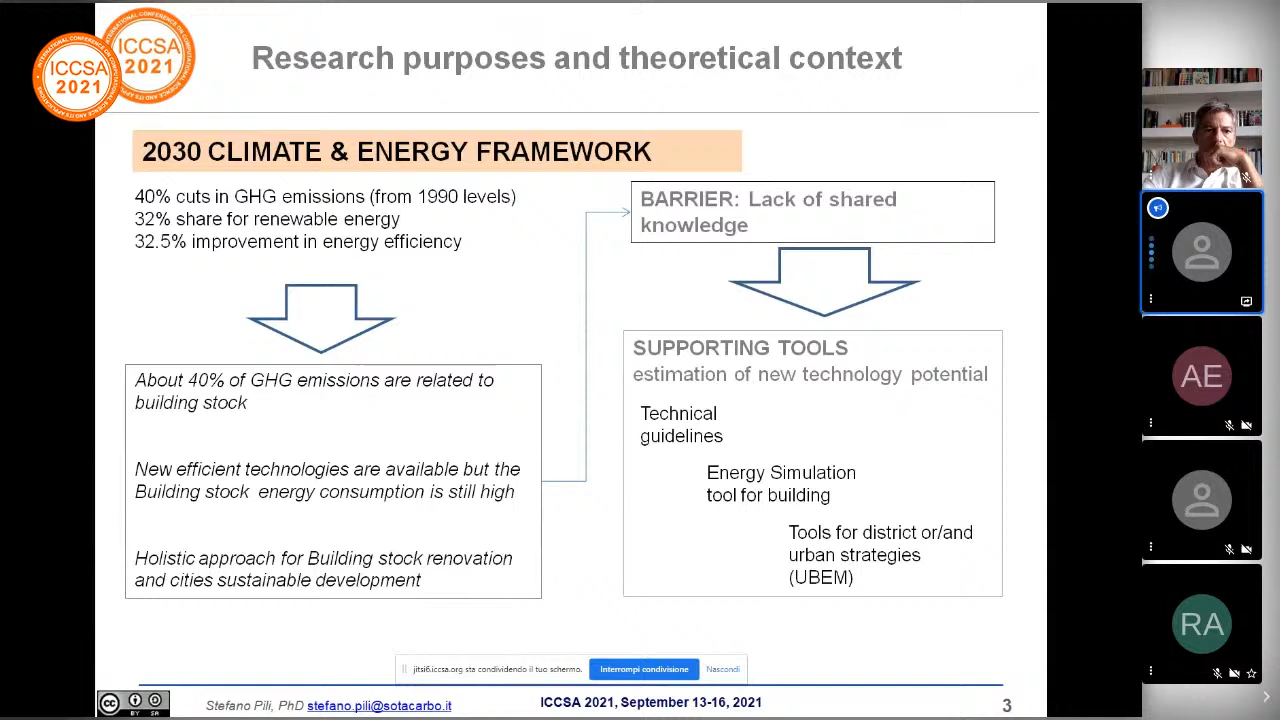 ICCSA
2021
ICCSA
2021
Research purposes and theoretical context
2030 CLIMATE & ENERGY FRAMEWORK
40% cuts in GHG emissions (from 1990 levels)
32% share for renewable energy
32.5% improvement in energy efficiency
BARRIER: Lack of shared
knowledge
About 40% of GHG emissions are related to
building stock
New efficient technologies are available but the
Building stock energy consumption is still high
Holistic approach for Building stock renovation
and cities sustainable development
SUPPORTING TOOLS
estimation of new technology potential
Technical
guidelines
Energy Simulation
tool for building
Tools for district or/and
urban strategies
(UBEM)
jitsi6.iccsa.org sta condividendo il tuo schermo.
Interrompi condivisione
Nascondi
Stefano Pili, PhD stefano.pili@sotacarbo.it
ICCSA 2021, September 13-16, 2021
3
cc
BY SA
AE
RA